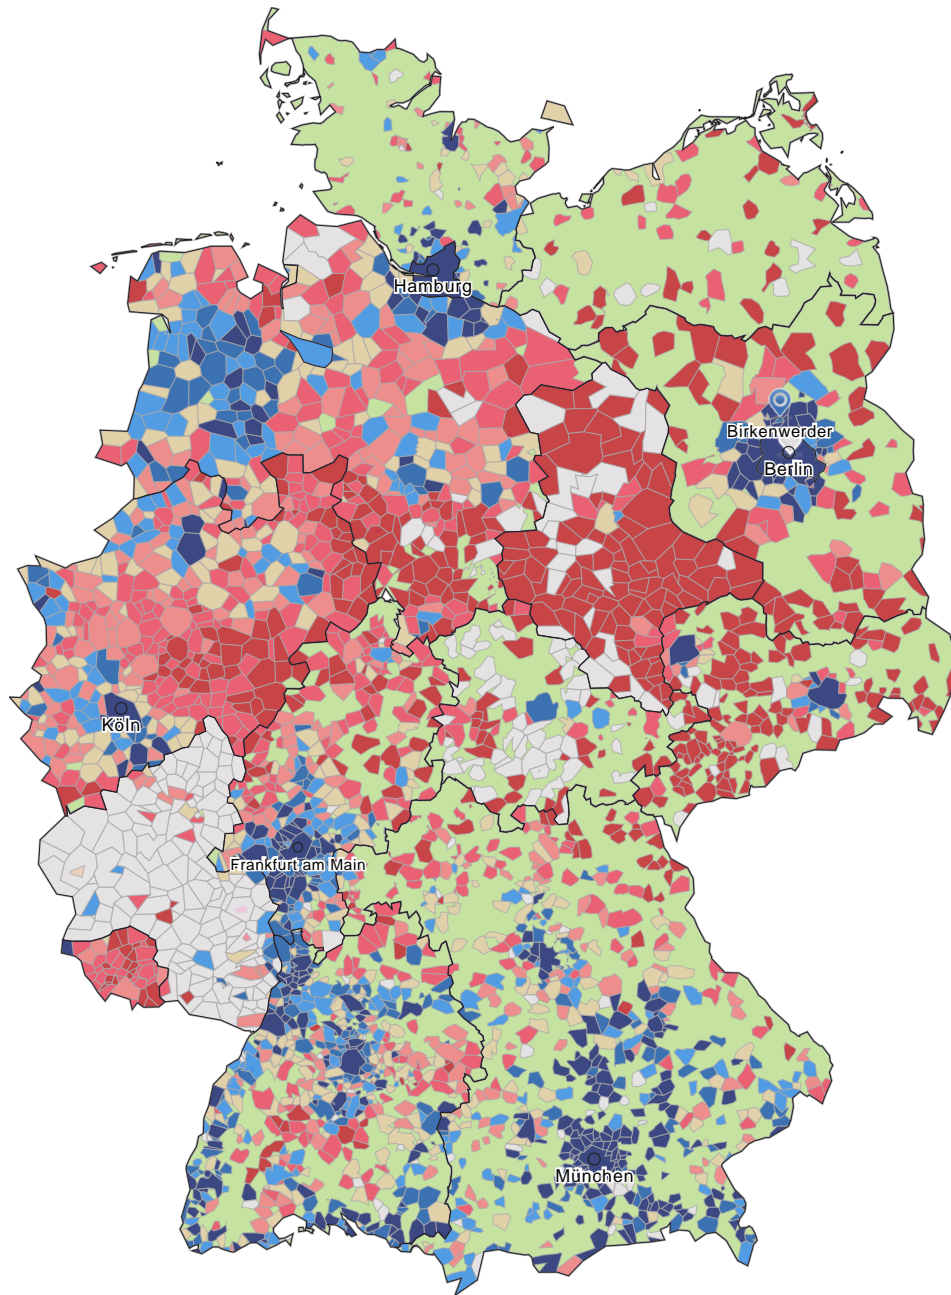 Hamburg
Birkenwerder
Berlin
Köln
Frankfurt am Main
München